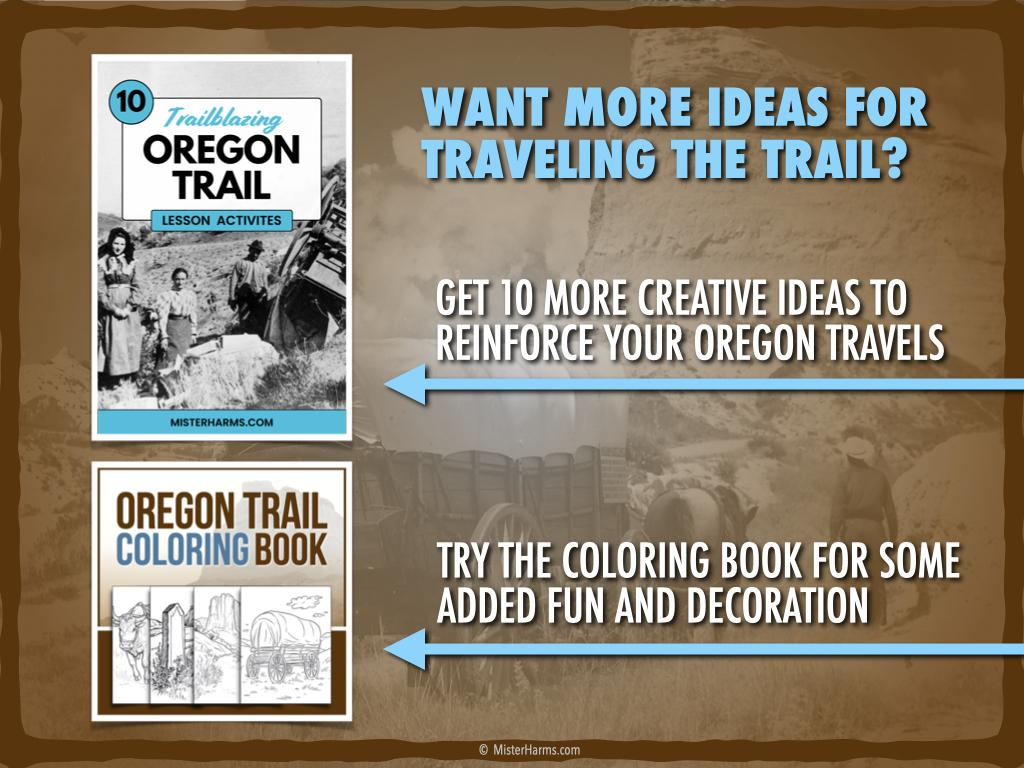 WANT MORE IDEAS FOR
TRAVELING THE TRAIL?
10
Trailblazing
OREGON
TRAIL
LESSON ACTIVITES
MISTERHARMS.COM
GET 10 MORE CREATIVE IDEAS TO
REINFORCE YOUR OREGON TRAVELS
OREGON TRAIL
COLORING BOOK
TRY THE COLORING BOOK FOR SOME
ADDED FUN AND DECORATION
© MisterHarms.com